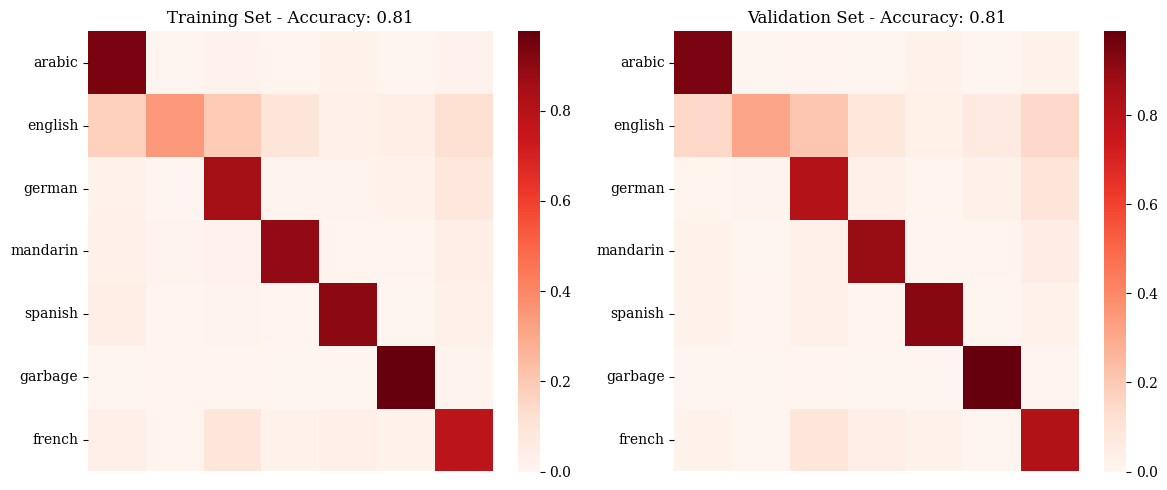 Training Set - Accuracy: 0.81
arabic
english
german
mandarin
spanish
garbage
french
0.8
0.6
0.4
0.2
0.0
Validation Set - Accuracy: 0.81
arabic
english
german
mandarin
spanish
garbage
french
0.8
0.6
0.4
0.2
0.0